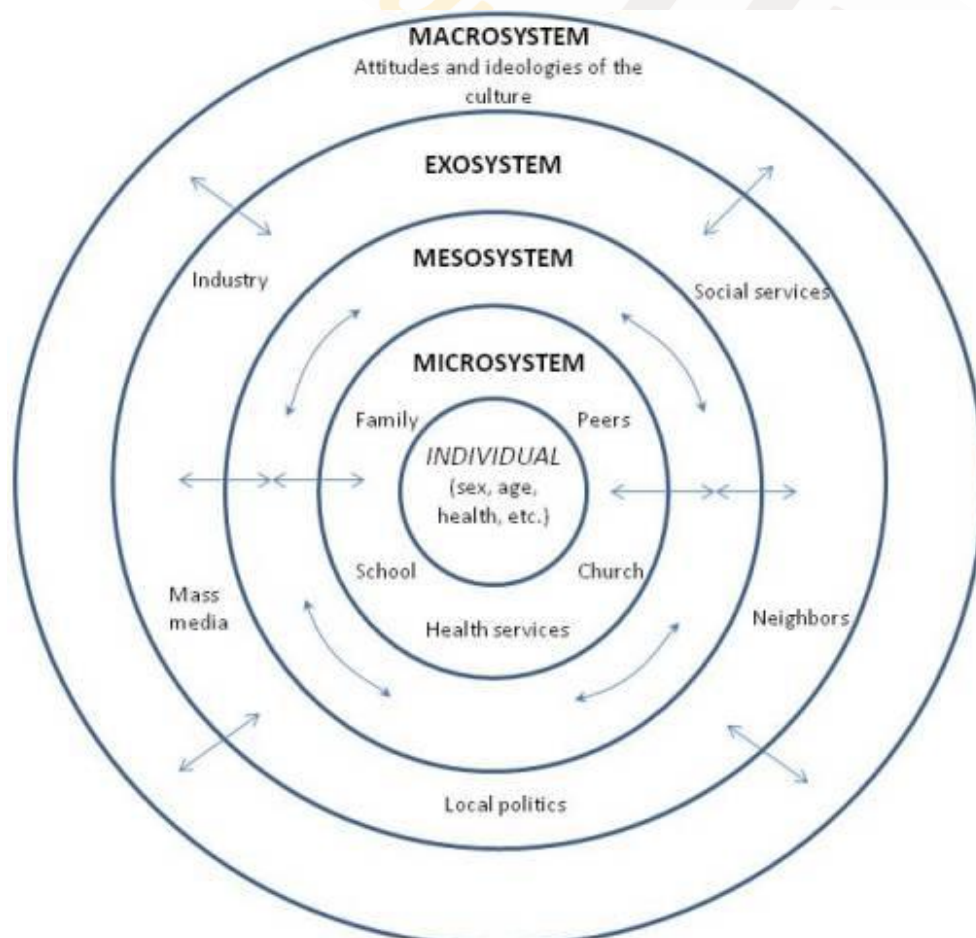 MACROSYSTEM
Attitudes and ideologies of the
culture
EXOSYSTEM
MESOSYSTEM
Industry
Social services
MICROSYSTEM
Family
Peers
INDIVIDUAL
(sex, age,
health, etc.)
School
Church
Mass
media
Health services
Neighbors
Local politics